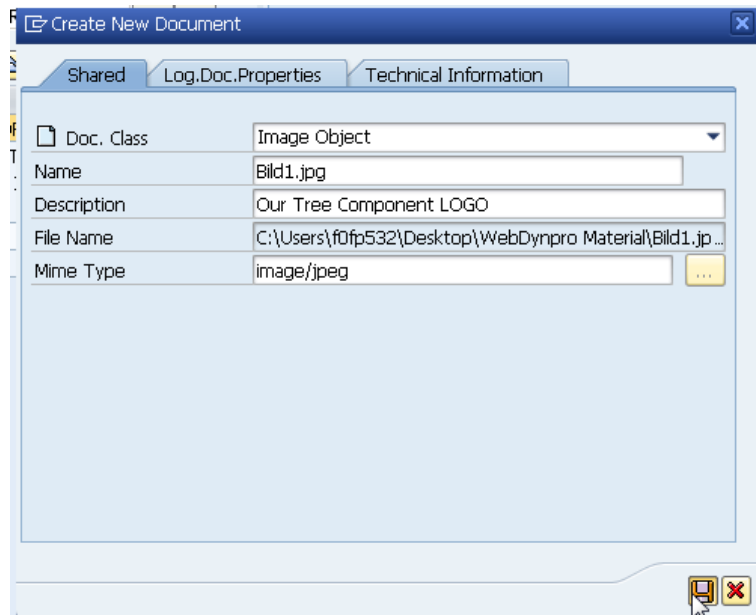 Create New Document
Shared Log.Doc.Properties Technical Information
Doc. Class Image Object
Name Bild1.jpg
Description Our Tree Component LOGO
File Name C:\Users\f0fp532\Desktop\WebDynpro Material\Bild1.jp...
Mime Type image/jpeg ...